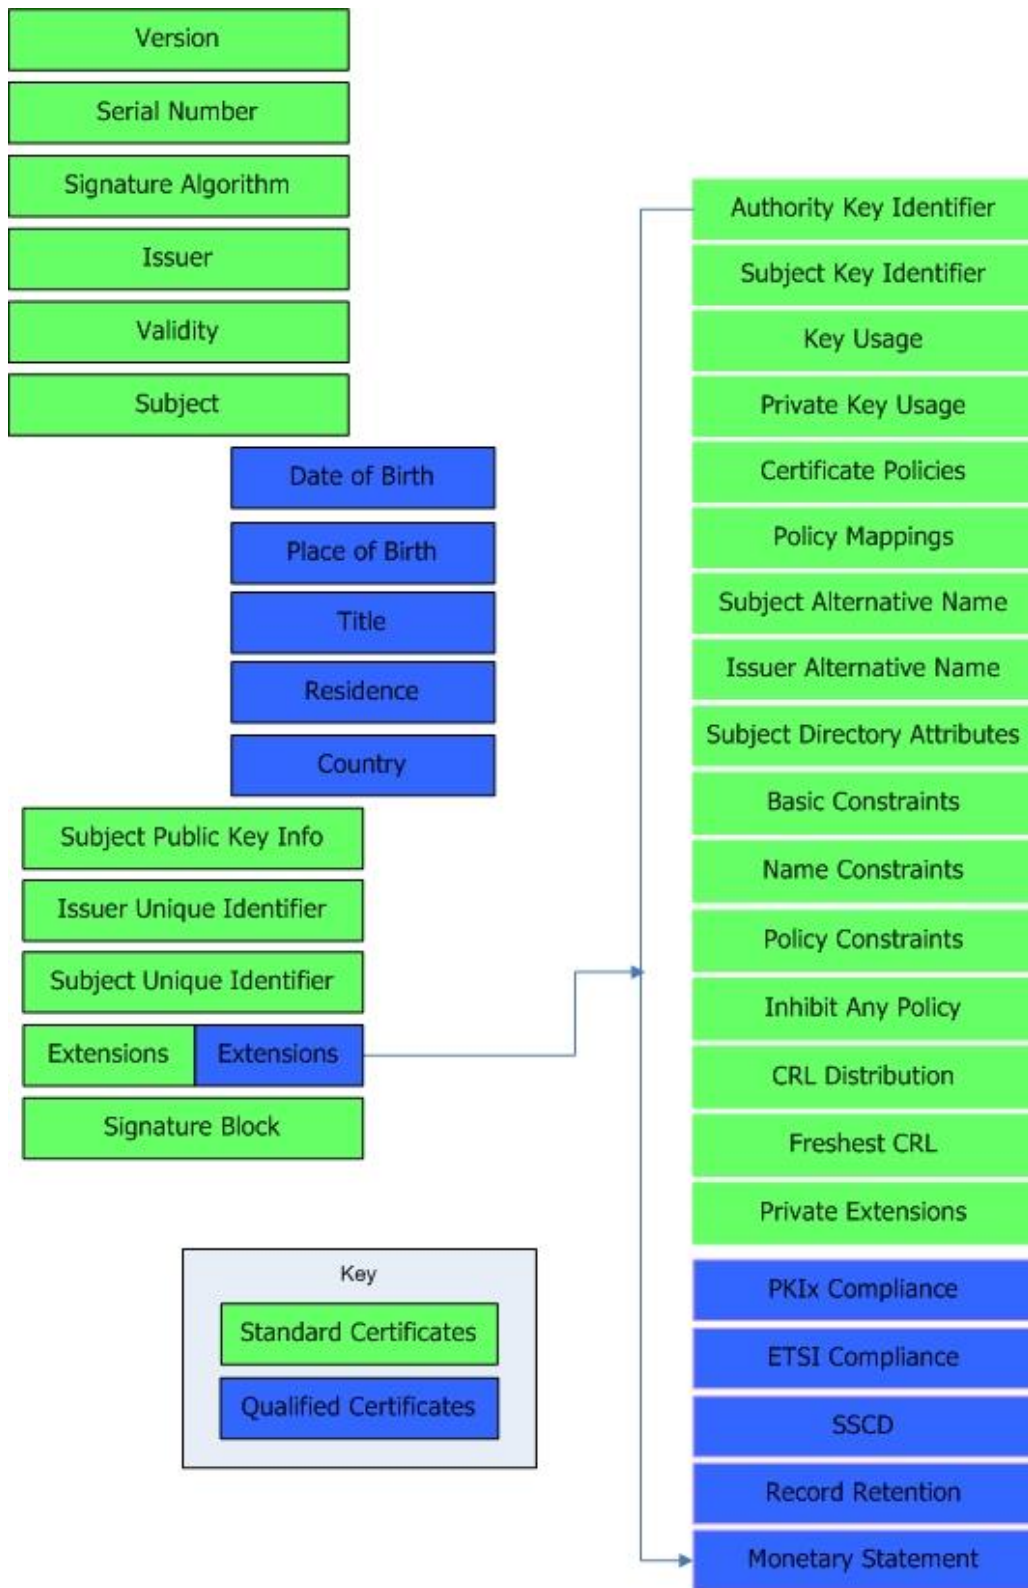 Version
Serial Number
Signature Algorithm
Issuer
Validity
Subject
Date of Birth
Place of Birth
Title
Residence
Country
Subject Public Key Info
Issuer Unique Identifier
Subject Unique Identifier
Extensions Extensions
Signature Block
Authority Key Identifier
Subject Key Identifier
Key Usage
Private Key Usage
Certificate Policies
Policy Mappings
Subject Alternative Name
Issuer Alternative Name
Subject Directory Attributes
Basic Constraints
Name Constraints
Policy Constraints
Inhibit Any Policy
CRL Distribution
Freshest CRL
Private Extensions
PKIx Compliance
ETSI Compliance
SSCD
Record Retention
Monetary Statement
Key
Standard Certificates
Qualified Certificates